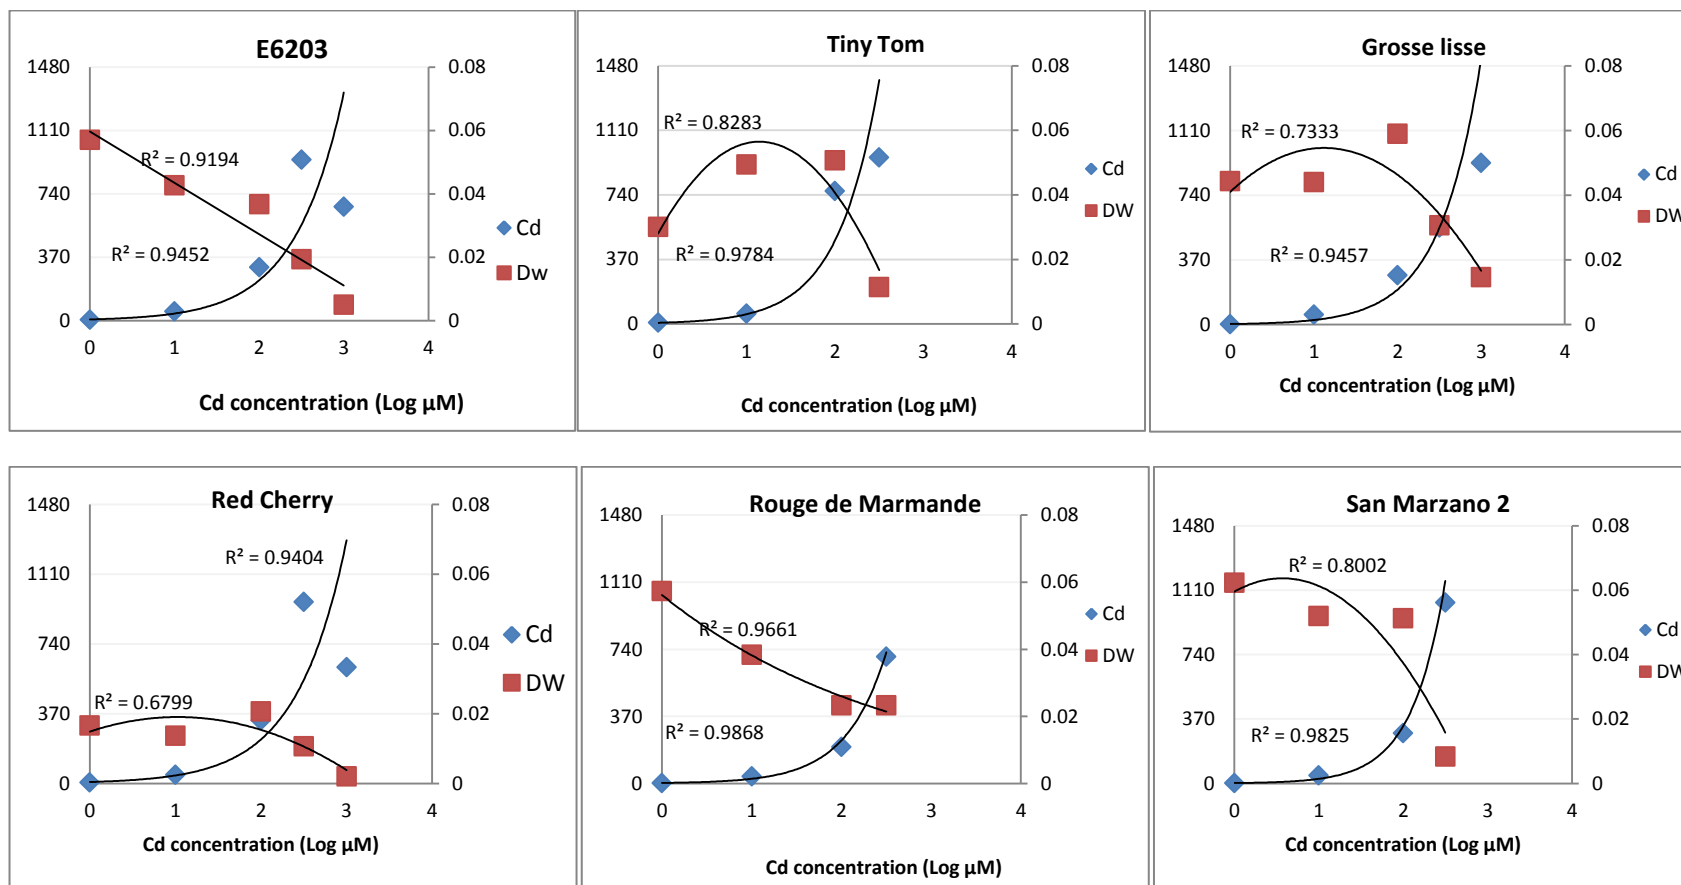 E6203
1480
1110
740
370
0
0.08
0.06
0.04
0.02
0
R² = 0.9194
R² = 0.9452
0 1 2 3 4
Cd concentration (Log µM)
Cd
Dw
Tiny Tom
1480
1110
740
370
0
0.08
0.06
0.04
0.02
0
R² = 0.8283
R² = 0.9784
0 1 2 3 4
Cd concentration (Log µM)
Cd
DW
Grosse lisse
1480
1110
740
370
0
0.08
0.06
0.04
0.02
0
R² = 0.7333
R² = 0.9457
0 1 2 3 4
Cd concentration (Log µM)
Cd
DW
Red Cherry
1480
1110
740
370
0
0.08
0.06
0.04
0.02
0
R² = 0.9404
R² = 0.6799
0 1 2 3 4
Cd concentration (Log µM)
Cd
DW
Rouge de Marmande
1480
1110
740
370
0
0.08
0.06
0.04
0.02
0
R² = 0.9661
R² = 0.9868
0 1 2 3 4
Cd concentration (Log µM)
Cd
DW
San Marzano 2
1480
1110
740
370
0
0.08
0.06
0.04
0.02
0
R² = 0.8002
R² = 0.9825
0 1 2 3 4
Cd concentration (Log µM)
Cd
DW